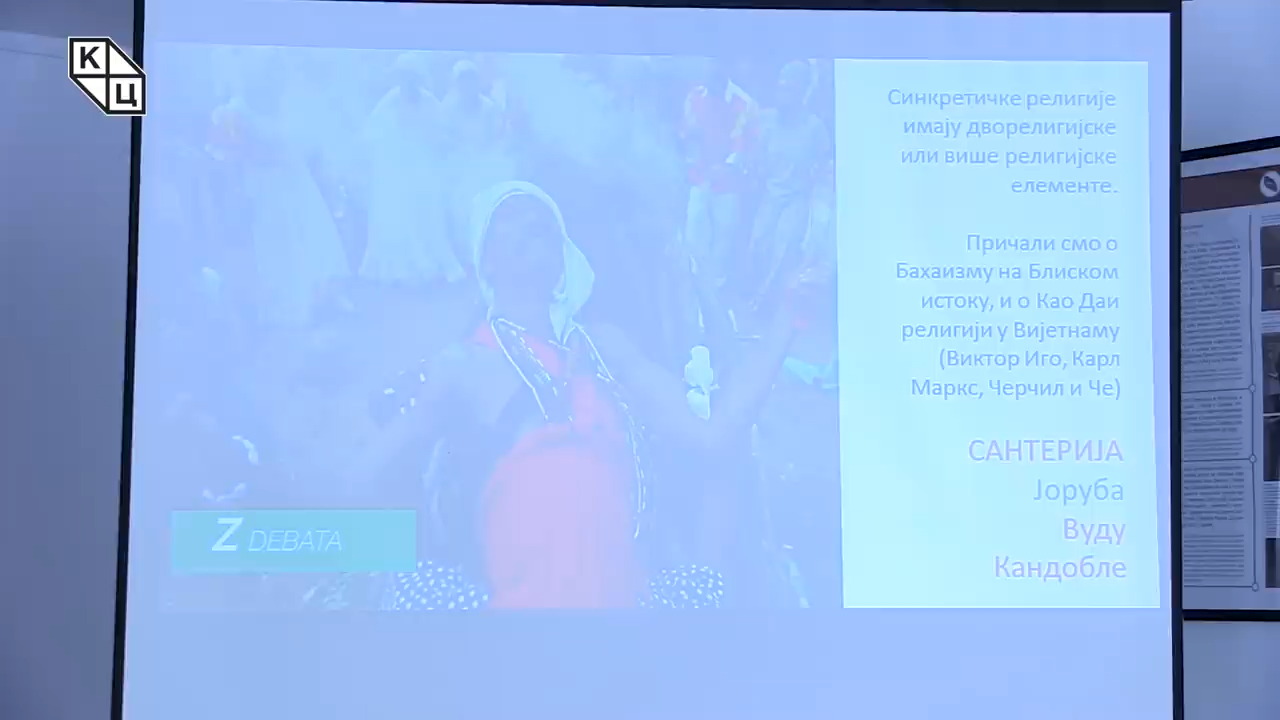 К
Ц
Синкретичке религије
имају дворелигијске
или више религијске
елементе.
Причали смо о
Бахаизму на Блиском
истоку, и о Као Даи
религији у Вијетнаму
(Виктор Иго, Карл
Маркс, Черчил и Че)
САНТЕРИЈА
Јоруба
Вуду
Кандобле
Z DEBATA